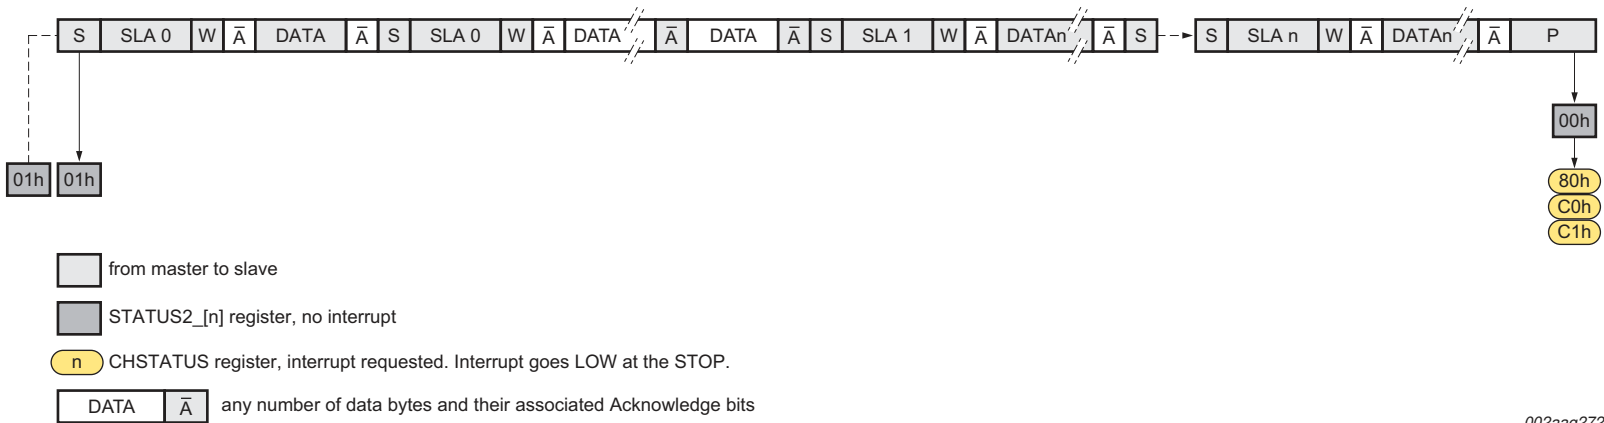 S SLA 0 W A̅ DATA A̅ S SLA 0 W A̅ DATA A̅ DATA A̅ S SLA 1 W A̅ DATAn A̅ S S SLA n W A̅ DATAn A̅ P
00h
01h 01h
80h
C0h
C1h
from master to slave
STATUS2_[n] register, no interrupt
n CHSTATUS register, interrupt requested. Interrupt goes LOW at the STOP.
DATA A̅ any number of data bytes and their associated Acknowledge bits
002aag272